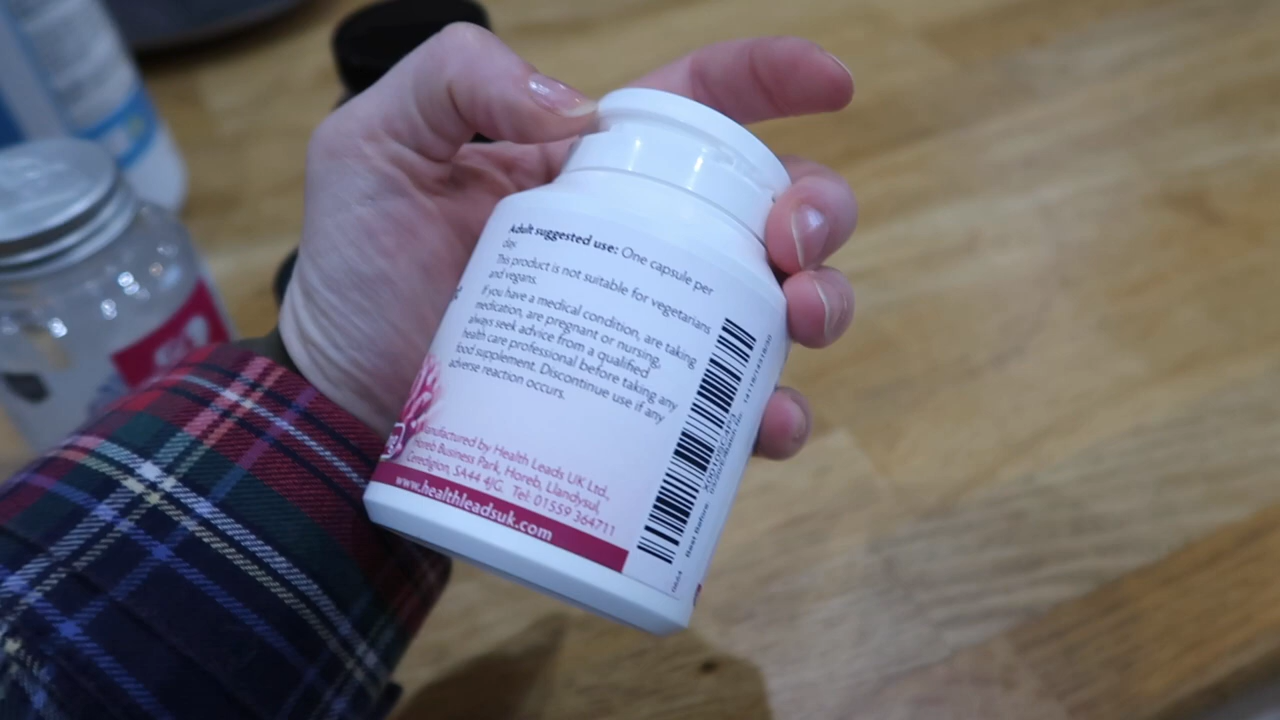 Adult suggested use: One capsule per
day.
This product is not suitable for vegetarians
and vegans.
If you have a medical condition, are taking
medication, are pregnant or nursing,
always seek advice from a qualified
health care professional before taking any
food supplement. Discontinue use if any
adverse reaction occurs.
Manufactured by Health Leads UK Ltd.,
Horeb Business Park, Horeb, Llandysul,
Ceredigion, SA44 4JG. Tel: 01559 364711
www.healthleadsuk.com
Best Before: